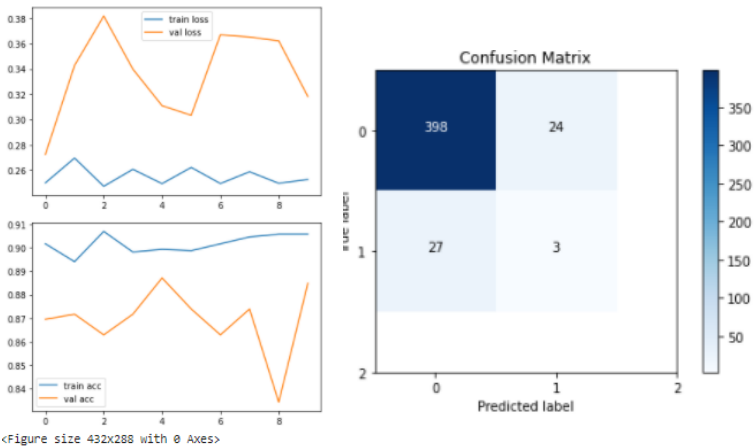 0.38
0.36
0.34
0.32
0.30
0.28
0.26
train loss
val loss
0 2 4 6 8
0.91
0.90
0.89
0.88
0.87
0.86
0.85
0.84
train acc
val acc
0 2 4 6 8
<Figure size 432x288 with 0 Axes>
Confusion Matrix
0
398 24
1
27 3
2
0 1 2
Predicted label
350
300
250
200
150
100
50